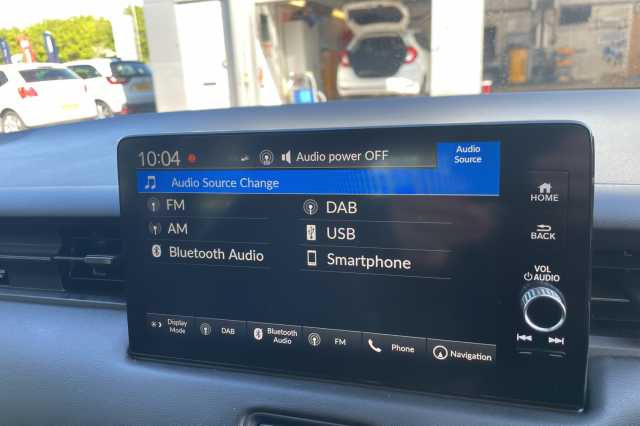 10:04
Audio power OFF
Audio
Source
Audio Source Change
FM
DAB
AM
USB
Bluetooth Audio
Smartphone
Display
Mode
DAB
Bluetooth
Audio
FM
Phone
Navigation
HOME
BACK
VOL
AUDIO